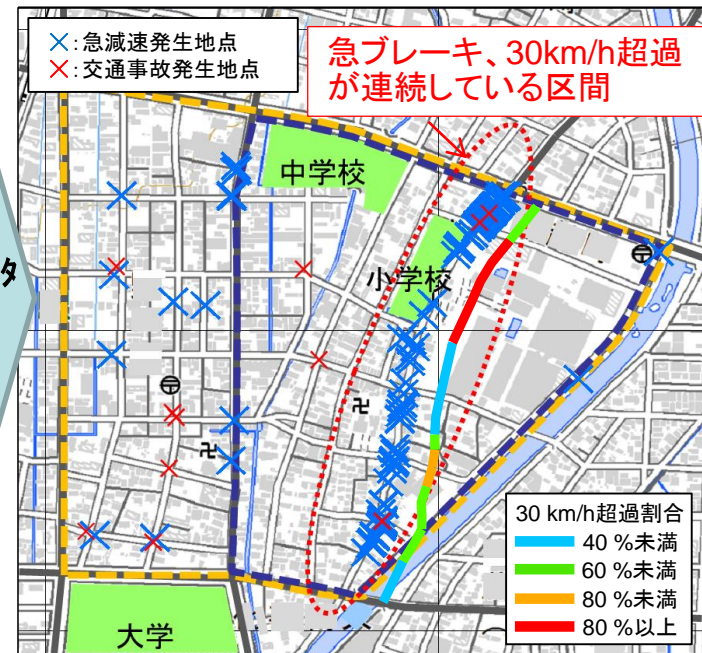 ×：急減速発生地点
×：交通事故発生地点
急ブレーキ、30km/h超過
が連続している区間
中学校
小学校
タ
大学
30 km/h超過割合
40 %未満
60 %未満
80 %未満
80 %以上